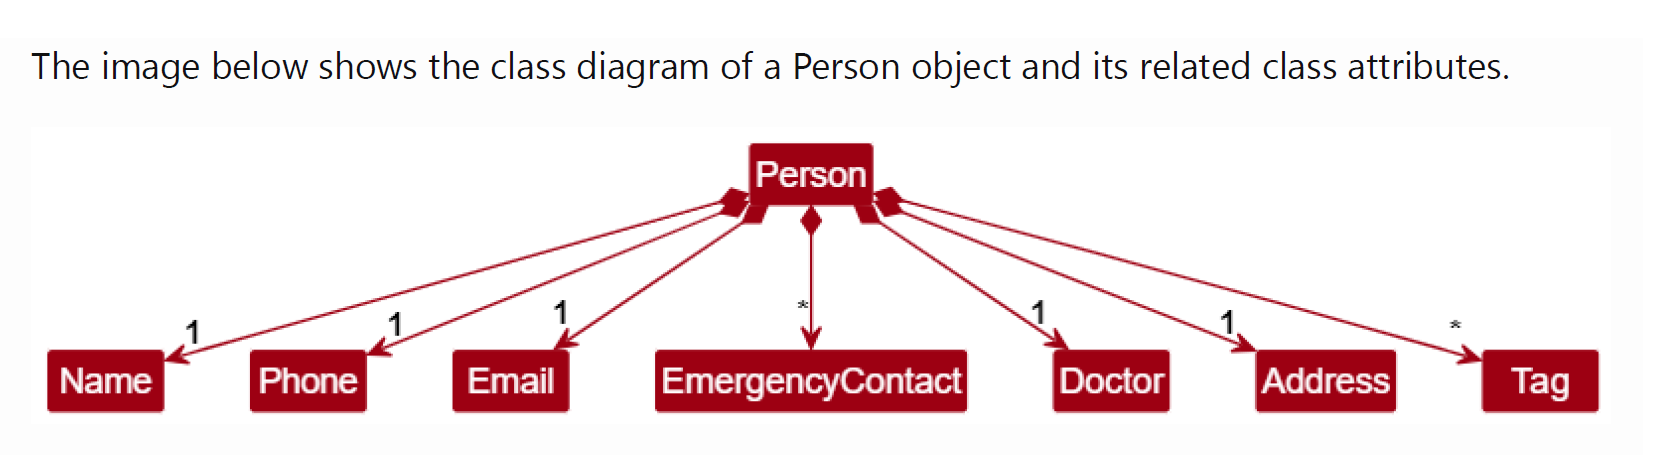 The image below shows the class diagram of a Person object and its related class attributes.
Person
1 1 1 * 1 1 *
Name Phone Email EmergencyContact Doctor Address Tag